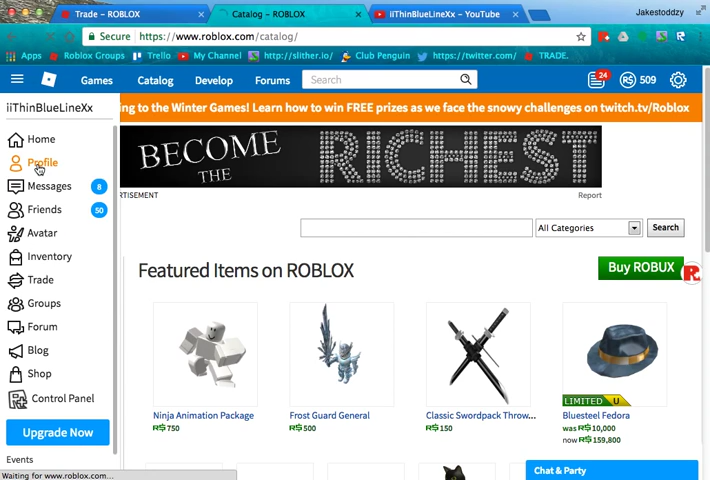 Trade - ROBLOX
Catalog - ROBLOX
iiThinBlueLineXx - YouTube
Jakestoddzy
Secure
https://www.roblox.com/catalog/
Apps
Roblox Groups
Trello
My Channel
http://slither.io/
Club Penguin
https://twitter.com/
TRADE.
Games
Catalog
Develop
Forums
Search
24
R$ 509
iiThinBlueLineXx
ing to the Winter Games! Learn how to win FREE prizes as we face the snowy challenges on twitch.tv/Roblox
Home
Profile
Messages 8
Friends 50
Avatar
Inventory
Trade
Groups
Forum
Blog
Shop
Control Panel
Upgrade Now
Events
BECOME
THE
RICHEST
RTISEMENT
Report
All Categories
Search
Featured Items on ROBLOX
Buy ROBUX
R
Ninja Animation Package
R$ 750
Frost Guard General
R$ 500
Classic Swordpack Throw...
R$ 150
LIMITED U
Bluesteel Fedora
was R$ 10,000
now R$ 159,800
Chat & Party
Waiting for www.roblox.com...